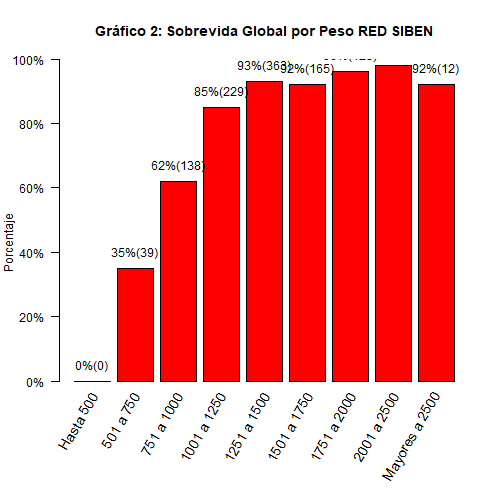 Gráfico 2: Sobrevida Global por Peso RED SIBEN
Porcentaje
100%
80%
60%
40%
20%
0%
0%(0)
35%(39)
62%(138)
85%(229)
93%(363)
92%(165)
92%(12)
Hasta 500
501 a 750
751 a 1000
1001 a 1250
1251 a 1500
1501 a 1750
1751 a 2000
2001 a 2500
Mayores a 2500